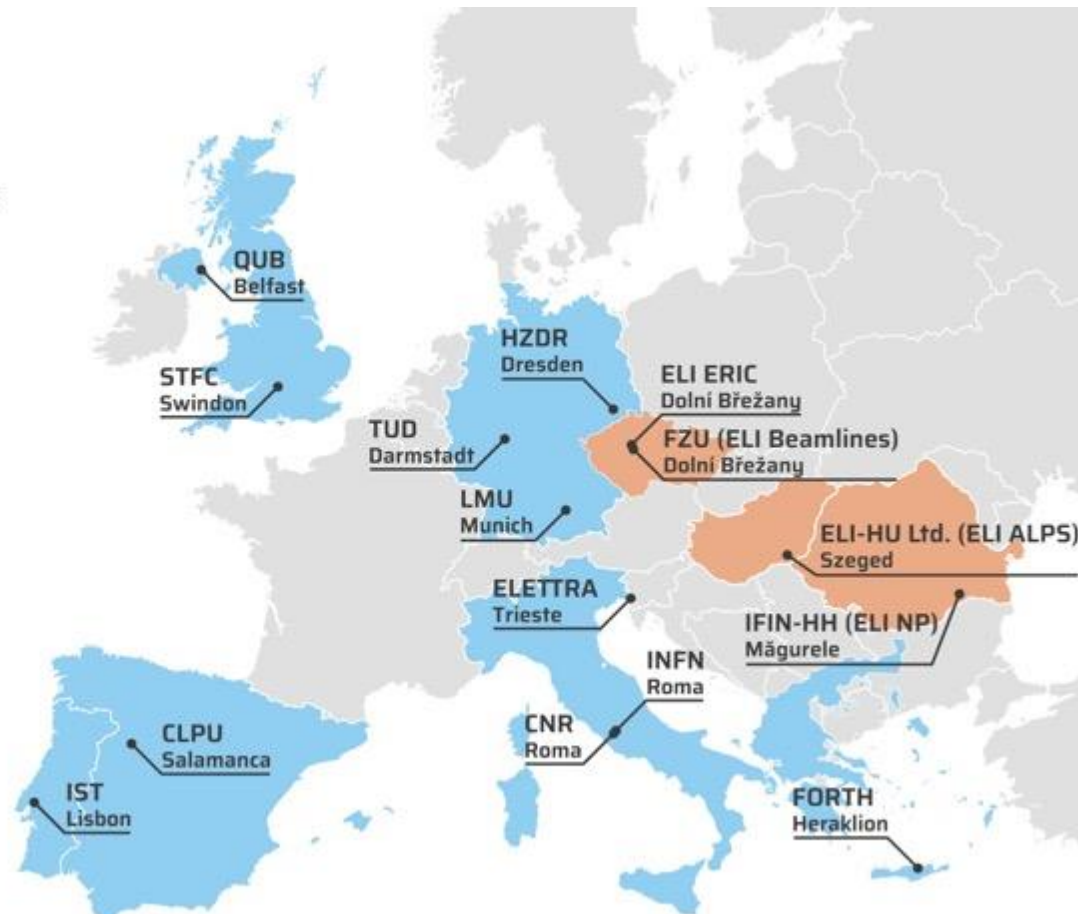 QUB
Belfast
STFC
Swindon
HZDR
Dresden
TUD
Darmstadt
LMU
Munich
ELI ERIC
Dolní Břežany
FZU (ELI Beamlines)
Dolní Břežany
ELI-HU Ltd. (ELI ALPS)
Szeged
ELETTRA
Trieste
IFIN-HH (ELI NP)
Măgurele
INFN
Roma
CNR
Roma
CLPU
Salamanca
IST
Lisbon
FORTH
Heraklion